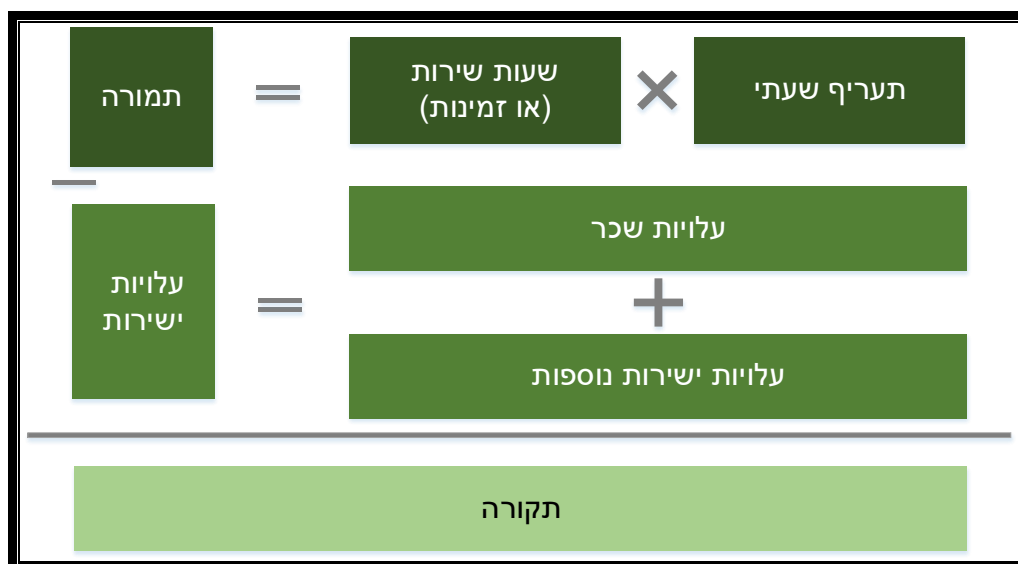 תמורה
=
שעות שירות
(או זמינות)
×
תעריף שעתי
–
עלויות
ישירות
=
עלויות שכר
+
עלויות ישירות נוספות
תקורה